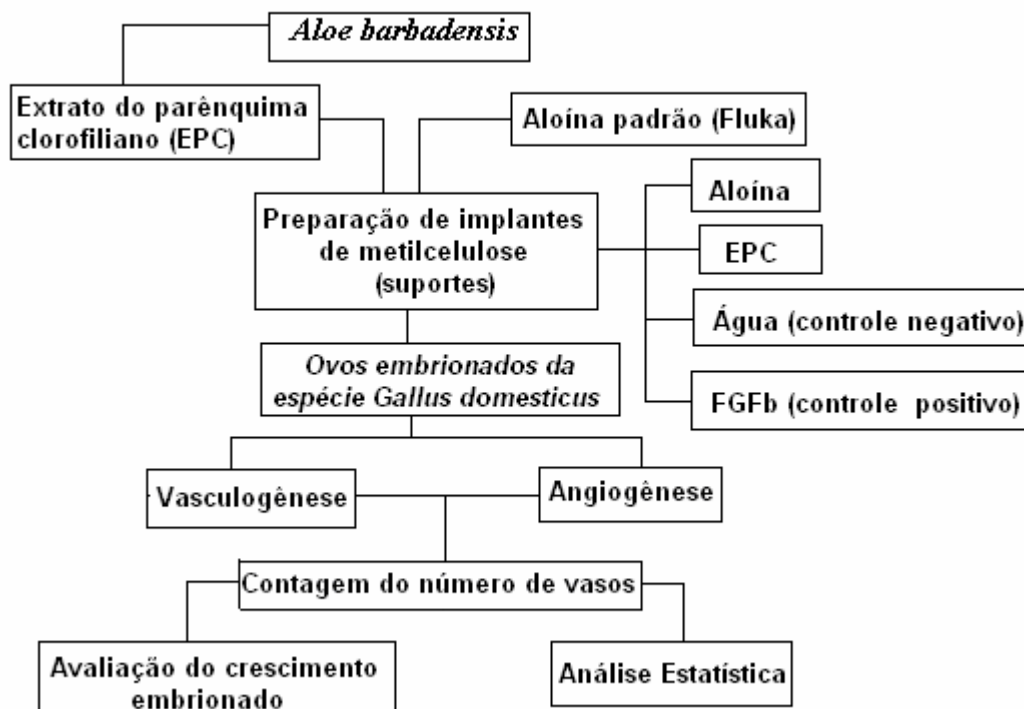 Aloe barbadensis
Extrato do parênquima
clorofiliano (EPC)
Aloína padrão (Fluka)
Preparação de implantes
de metilcelulose
(suportes)
Aloína
EPC
Água (controle negativo)
FGFb (controle positivo)
Ovos embrionados da
espécie Gallus domesticus
Vasculogênese
Angiogênese
Contagem do número de vasos
Avaliação do crescimento
embrionado
Análise Estatística